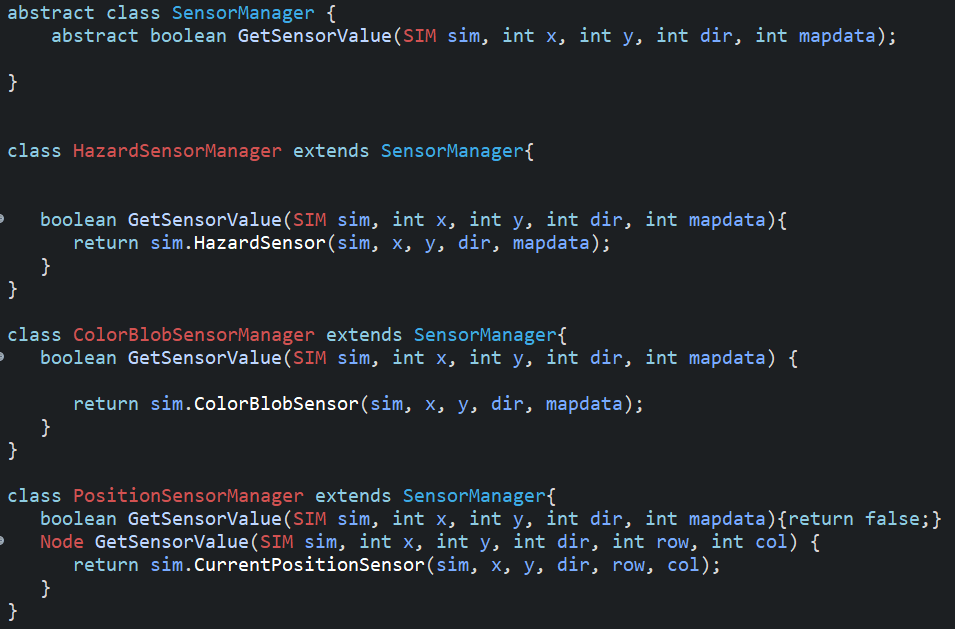 abstract class SensorManager {
    abstract boolean GetSensorValue(SIM sim, int x, int y, int dir, int mapdata);
}
class HazardSensorManager extends SensorManager{
   boolean GetSensorValue(SIM sim, int x, int y, int dir, int mapdata){
      return sim.HazardSensor(sim, x, y, dir, mapdata);
   }
}
class ColorBlobSensorManager extends SensorManager{
   boolean GetSensorValue(SIM sim, int x, int y, int dir, int mapdata) {
      return sim.ColorBlobSensor(sim, x, y, dir, mapdata);
   }
}
class PositionSensorManager extends SensorManager{
   boolean GetSensorValue(SIM sim, int x, int y, int dir, int mapdata){return false;}
   Node GetSensorValue(SIM sim, int x, int y, int dir, int row, int col) {
      return sim.CurrentPositionSensor(sim, x, y, dir, row, col);
   }
}